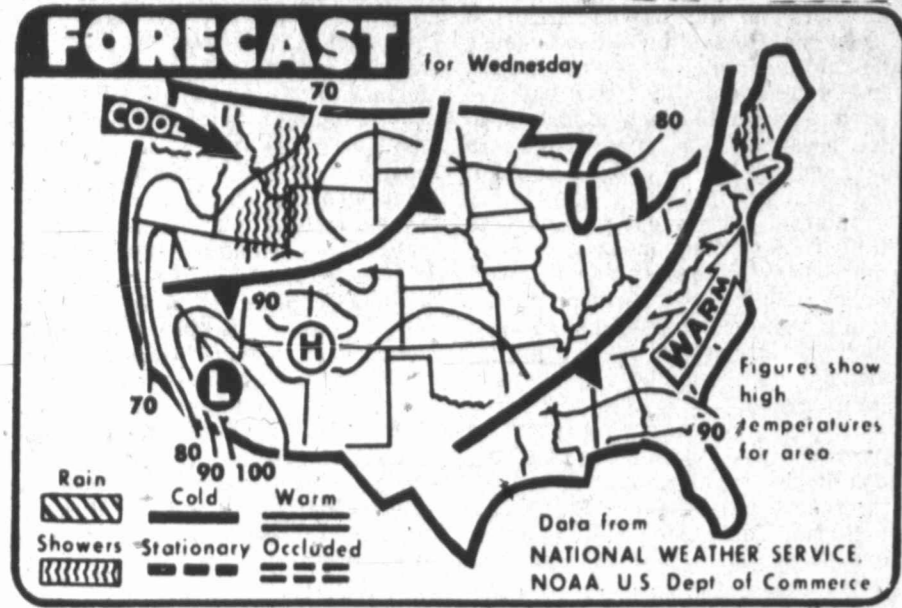 FORECAST
for Wednesday
70
COOL
80
90
H
WARM
L
Figures show
high
temperatures
for area
70
90
80
90 100
Rain
Cold
Warm
Showers
Stationary
Occluded
Data from
NATIONAL WEATHER SERVICE.
NOAA. U.S. Dept of Commerce